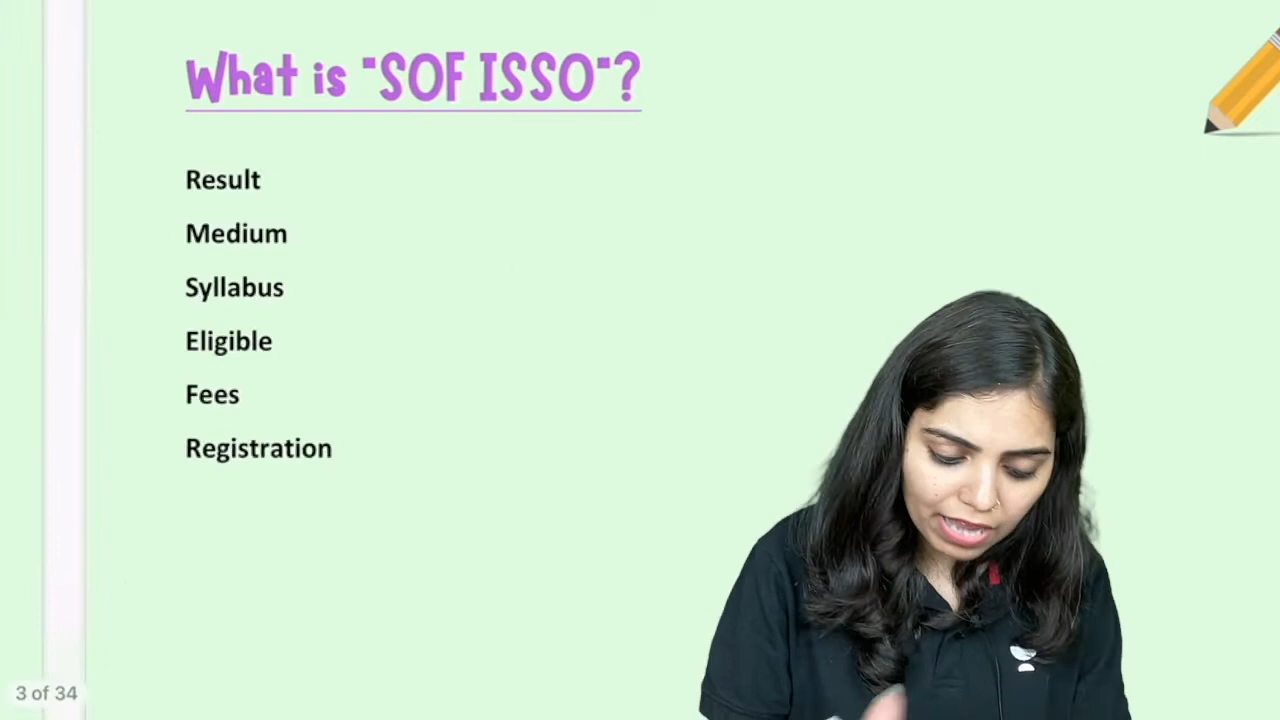 What is "SOF ISSO"?
Result
Medium
Syllabus
Eligible
Fees
Registration
3 of 34